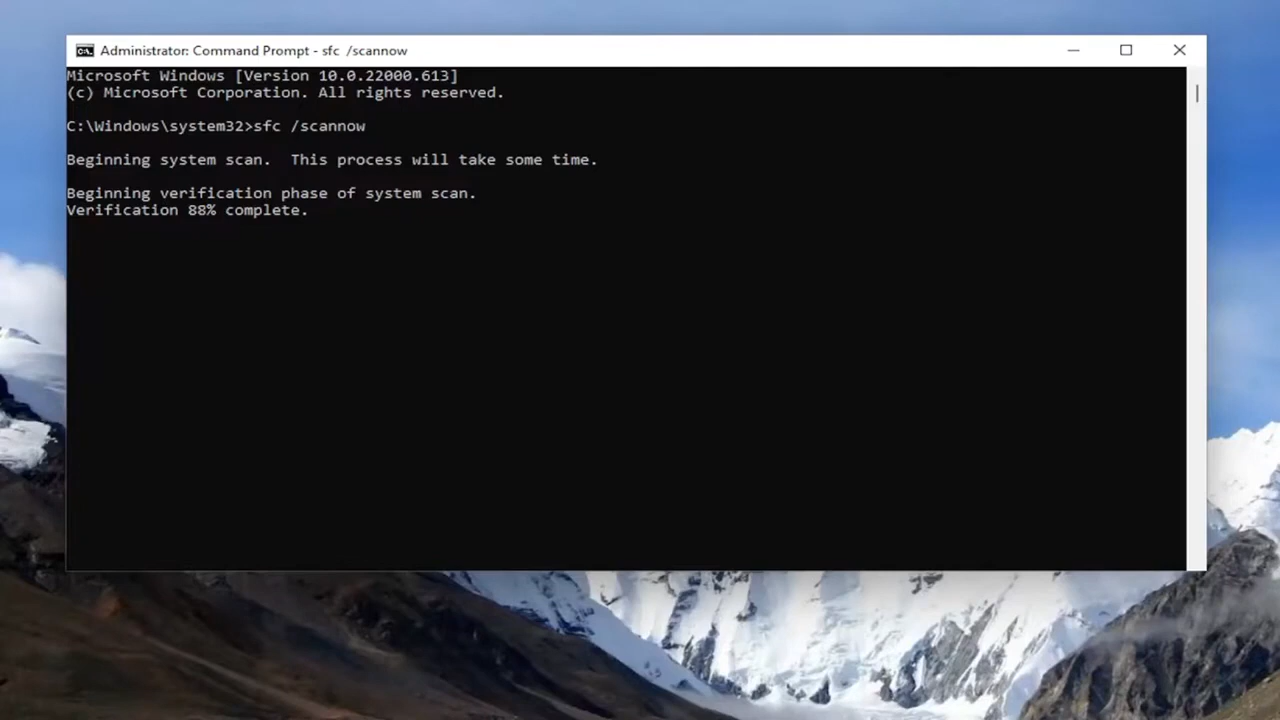 Administrator: Command Prompt - sfc  /scannow
Microsoft Windows [Version 10.0.22000.613]
(c) Microsoft Corporation. All rights reserved.
C:\Windows\system32>sfc /scannow
Beginning system scan.  This process will take some time.
Beginning verification phase of system scan.
Verification 88% complete.